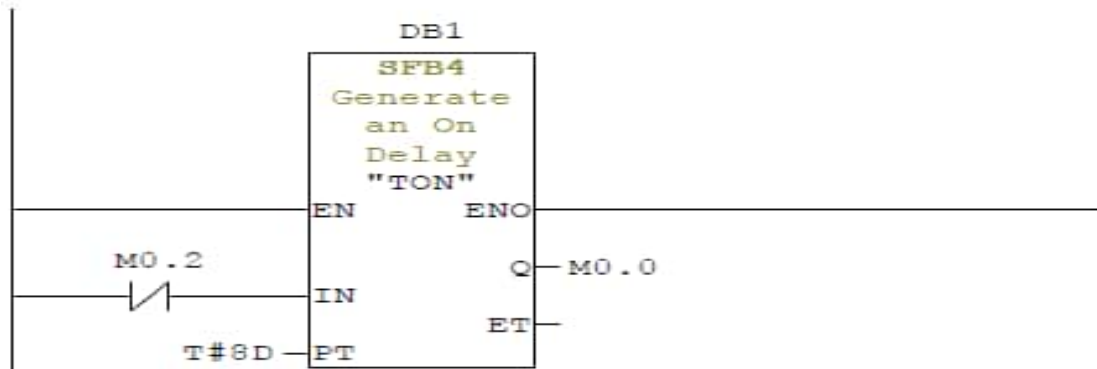 DB1
SFB4
Generate
an On
Delay
"TON"
EN ENO
M0.2
Q M0.0
IN
ET
T#8D PT